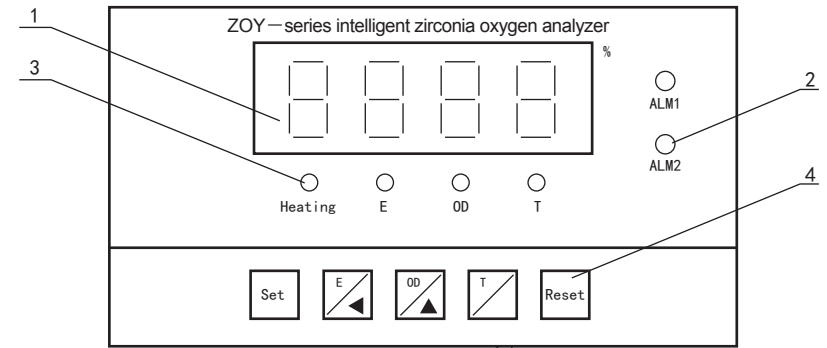 ZOY—series intelligent zirconia oxygen analyzer
1
%
3
ALM1
2
ALM2
4
Heating E OD T
Set E OD T Reset